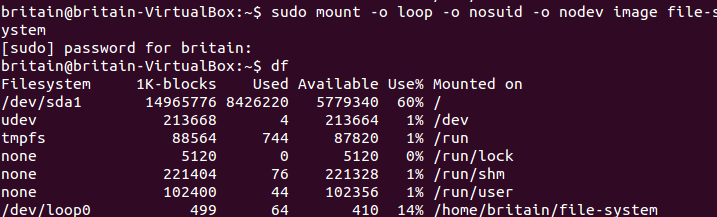 britain@britain-VirtualBox:~$ sudo mount -o loop -o nosuid -o nodev image file-s
ystem
[sudo] password for britain:
britain@britain-VirtualBox:~$ df
Filesystem     1K-blocks    Used Available Use% Mounted on
/dev/sda1       14965776 8426220   5779340  60% /
udev              213668       4    213664   1% /dev
tmpfs              88564     744     87820   1% /run
none                5120       0      5120   0% /run/lock
none              221404      76    221328   1% /run/shm
none              102400      44    102356   1% /run/user
/dev/loop0           499      64       410  14% /home/britain/file-system